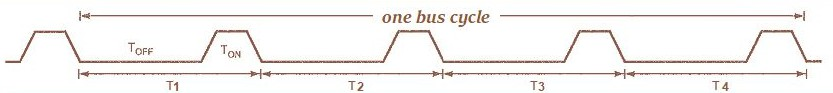 one bus cycle
TOFF TON
T1 T2 T3 T4